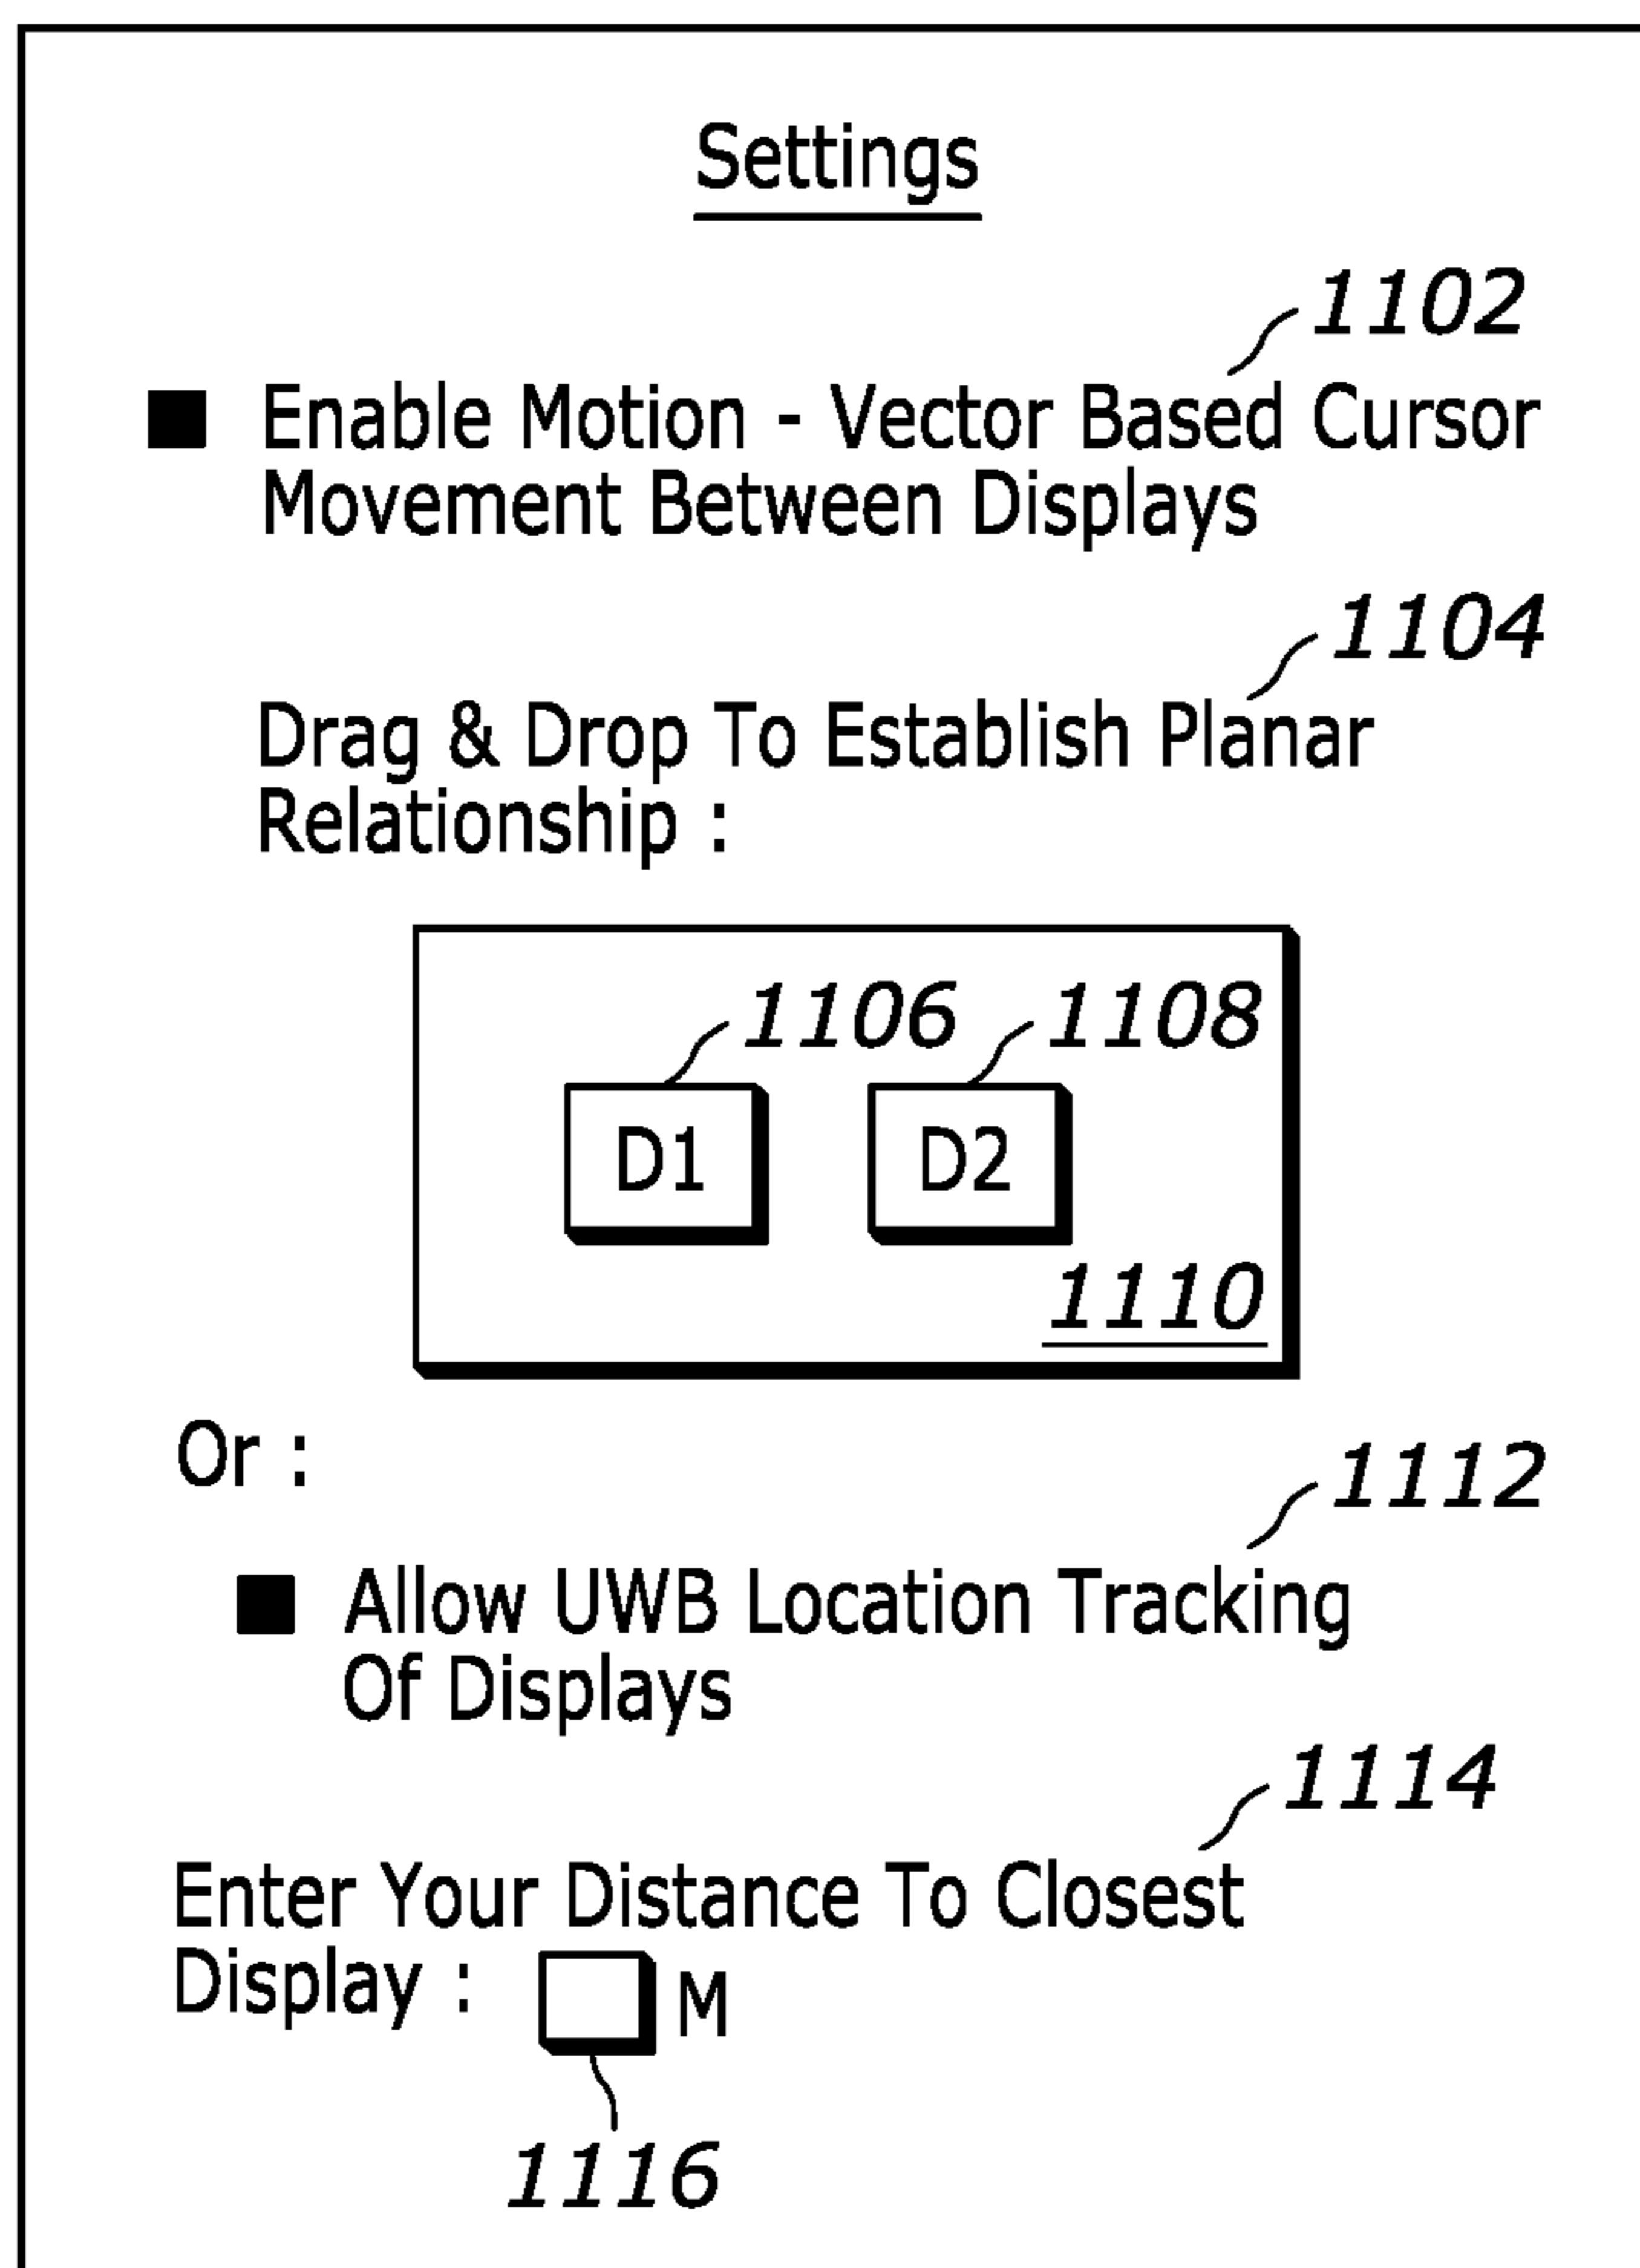 Settings
1102
Enable Motion - Vector Based Cursor
Movement Between Displays
1104
Drag & Drop To Establish Planar
Relationship :
1106 1108
D1 D2
1110
Or :
1112
Allow UWB Location Tracking
Of Displays
1114
Enter Your Distance To Closest
Display : M
1116